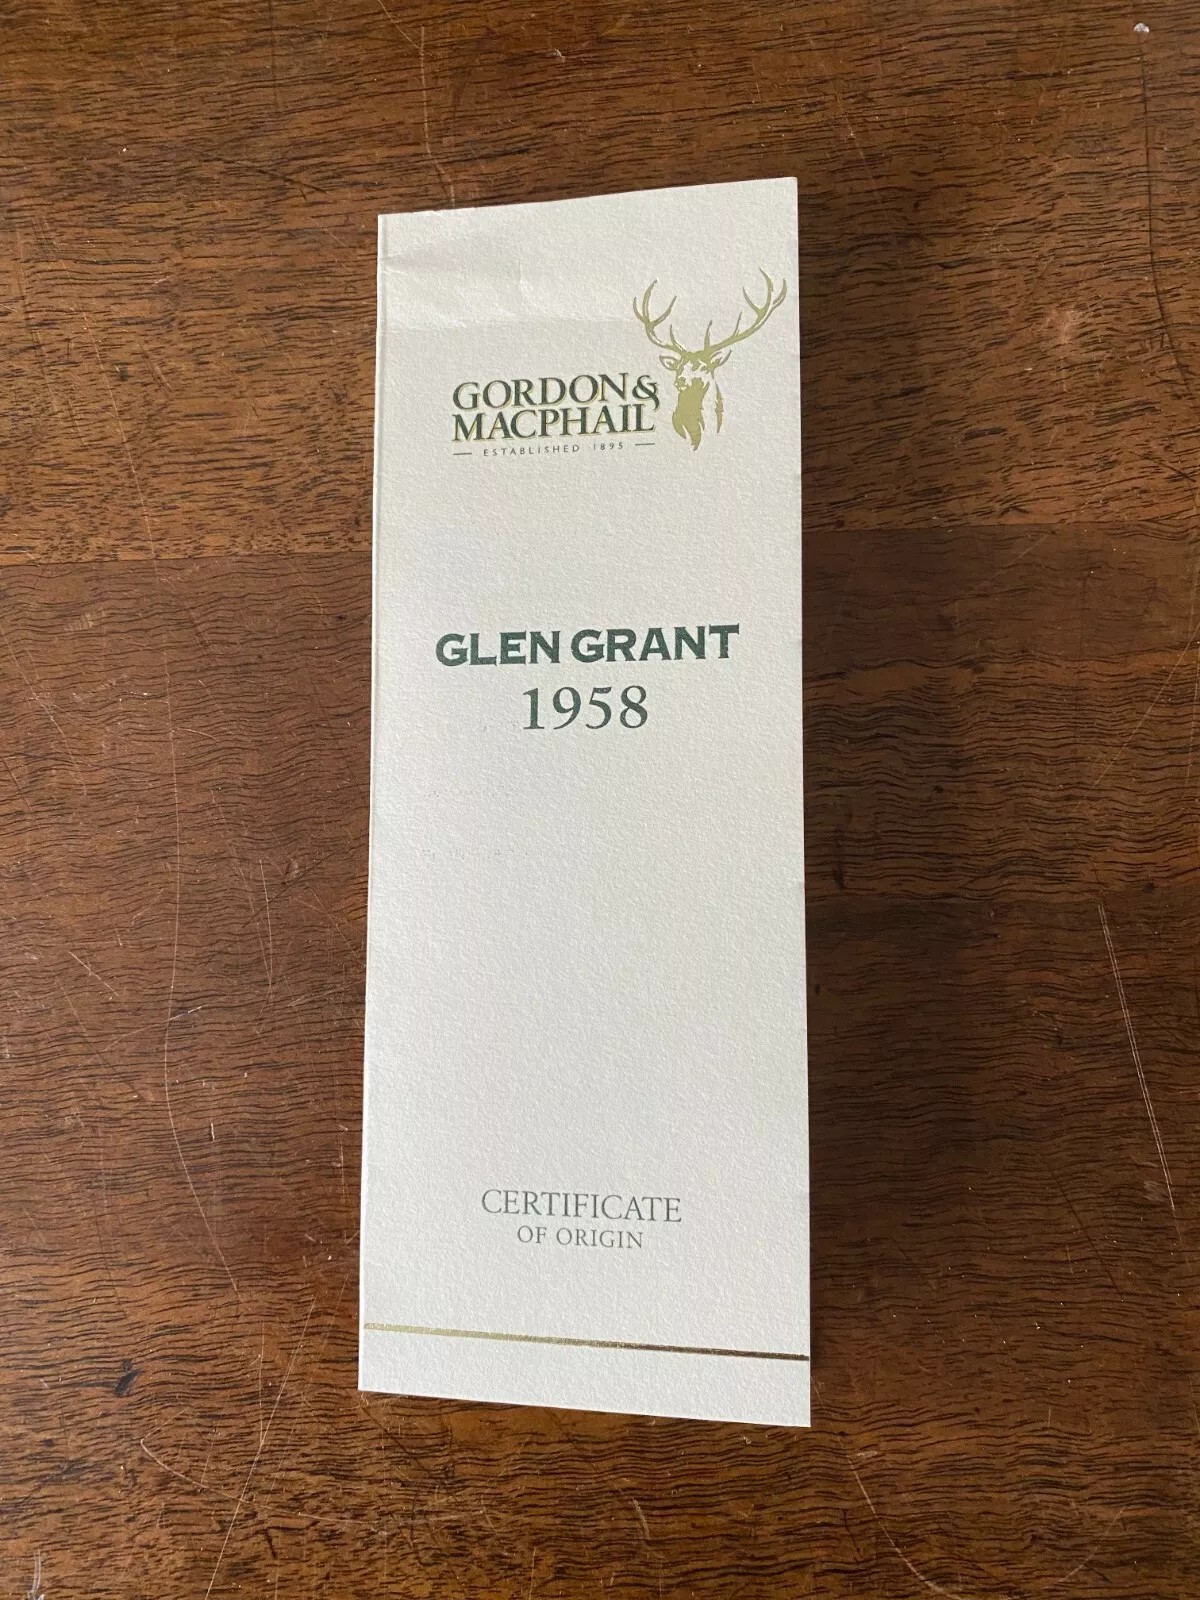 GORDON&
MACPHAIL
ESTABLISHED 1895
GLEN GRANT
1958
CERTIFICATE
OF ORIGIN